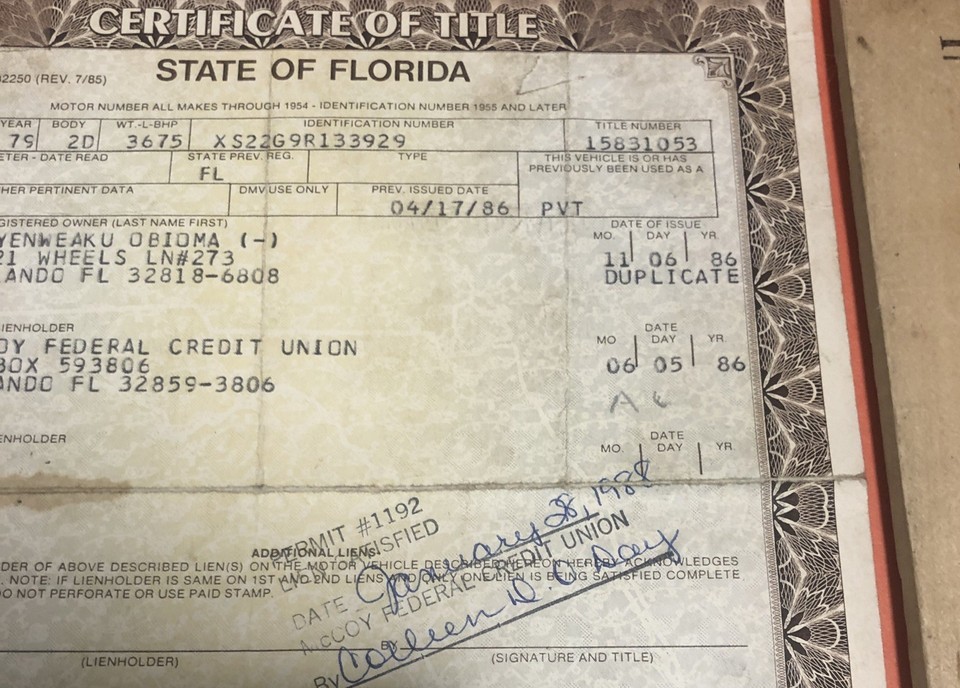 CERTIFICATE OF TITLE
STATE OF FLORIDA
2250 (REV. 7/85)
MOTOR NUMBER ALL MAKES THROUGH 1954 - IDENTIFICATION NUMBER 1955 AND LATER
YEAR BODY WT.-L-BHP IDENTIFICATION NUMBER TITLE NUMBER
79 2D 3675 XS22G9R133929 15831053
ETER - DATE READ STATE PREV. REG. TYPE THIS VEHICLE IS OR HAS
PREVIOUSLY BEEN USED AS A
FL
HER PERTINENT DATA DMV USE ONLY PREV. ISSUED DATE
04/17/86 PVT
GISTERED OWNER (LAST NAME FIRST) DATE OF ISSUE
MO. DAY YR.
YENWEAKU OBIOMA (-)
21 WHEELS LN#273 11 06 86
ANDO FL 32818-6808 DUPLICATE
IENHOLDER DATE
MO DAY YR.
OY FEDERAL CREDIT UNION
BOX 593806 06 05 86
ANDO FL 32859-3806
ENHOLDER DATE
MO. DAY YR
PERMIT #1192
LIEN SATISFIED
DATE January 28, 1988
McCOY FEDERAL CREDIT UNION
By Colleen D. O'Day
ADDITIONAL LIENS.
DER OF ABOVE DESCRIBED LIEN(S) ON THE MOTOR VEHICLE DESCRIBED HEREON HEREBY ACKNOWLEDGES
. NOTE: IF LIENHOLDER IS SAME ON 1ST AND 2ND LIENS AND ONLY ONE LIEN IS BEING SATISFIED COMPLETE
O NOT PERFORATE OR USE PAID STAMP.
(LIENHOLDER) (SIGNATURE AND TITLE)